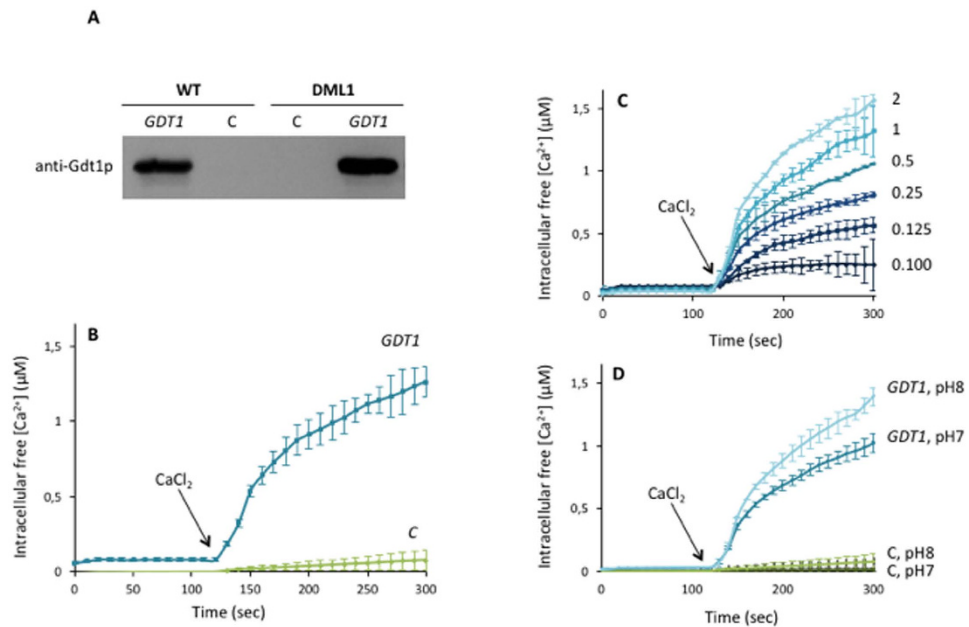 A
WT DML1
GDT1 C C GDT1
anti-Gdt1p
B
Intracellular free [Ca²⁺] (μM)
1,5
1
0,5
0
GDT1
CaCl₂
C
0 50 100 150 200 250 300
Time (sec)
C
Intracellular free [Ca²⁺] (μM)
1,5
1
0,5
0
CaCl₂
2
1
0.5
0.25
0.125
0.100
0 100 200 300
Time (sec)
D
Intracellular free [Ca²⁺] (μM)
1,5
1
0,5
0
CaCl₂
GDT1, pH8
GDT1, pH7
C, pH8
C, pH7
0 100 200 300
Time (sec)